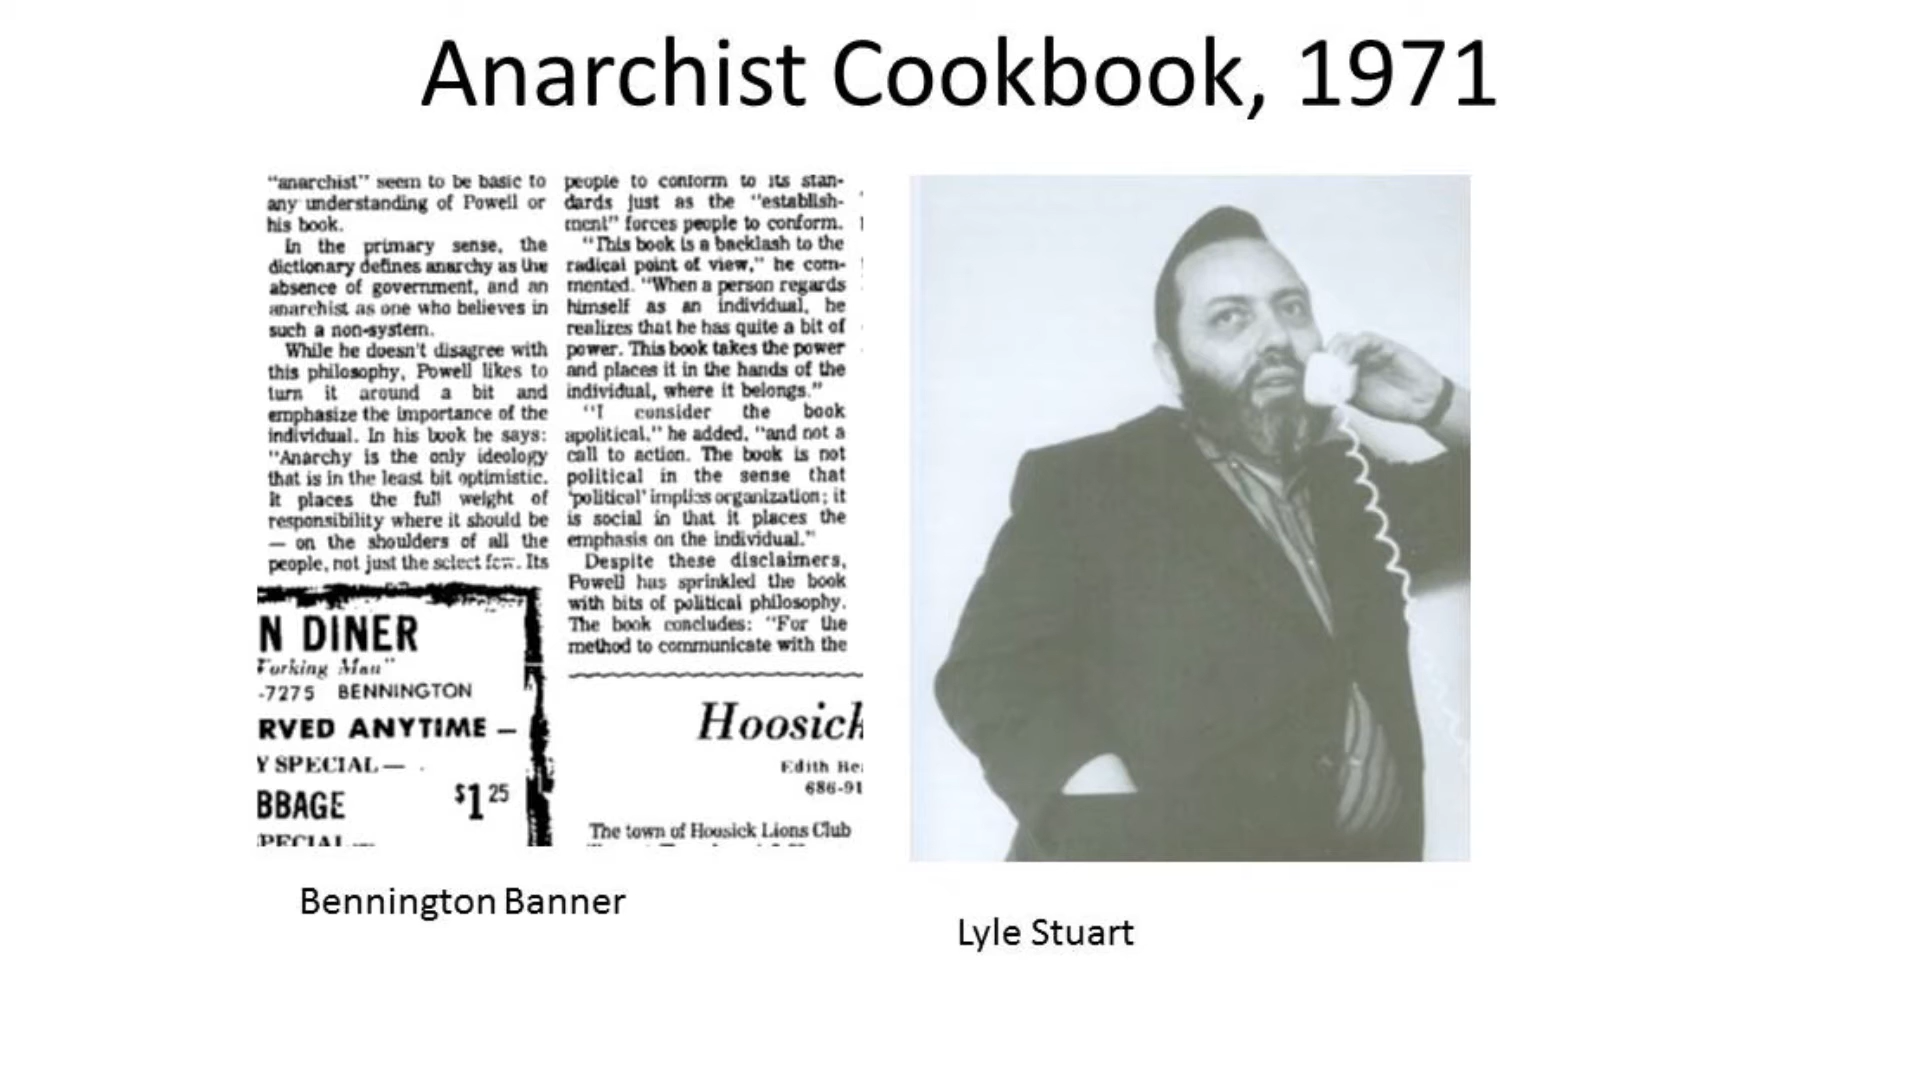 Anarchist Cookbook, 1971
"anarchist" seem to be basic to
any understanding of Powell or
his book.
In the primary sense, the
dictionary defines anarchy as the
absence of government, and an
anarchist as one who believes in
such a non-system.
While he doesn't disagree with
this philosophy, Powell likes to
turn it around a bit and
emphasize the importance of the
individual. In his book he says:
"Anarchy is the only ideology
that is in the least bit optimistic.
It places the full weight of
responsibility where it should be
— on the shoulders of all the
people, not just the select few. Its
N DINER
Working Man"
-7275 BENNINGTON
RVED ANYTIME —
Y SPECIAL —
BBAGE $1 25
PECIAL —
people to conform to its stan-
dards just as the "establish-
ment" forces people to conform.
"This book is a backlash to the
radical point of view," he com-
mented. "When a person regards
himself as an individual, he
realizes that he has quite a bit of
power. This book takes the power
and places it in the hands of the
individual, where it belongs."
"I consider the book
apolitical," he added, "and not a
call to action. The book is not
political in the sense that
'political' implies organization; it
is social in that it places the
emphasis on the individual."
Despite these disclaimers,
Powell has sprinkled the book
with bits of political philosophy.
The book concludes: "For the
method to communicate with the
Hoosick
Edith Be
686-91
The town of Hoosick Lions Club
Bennington Banner
Lyle Stuart